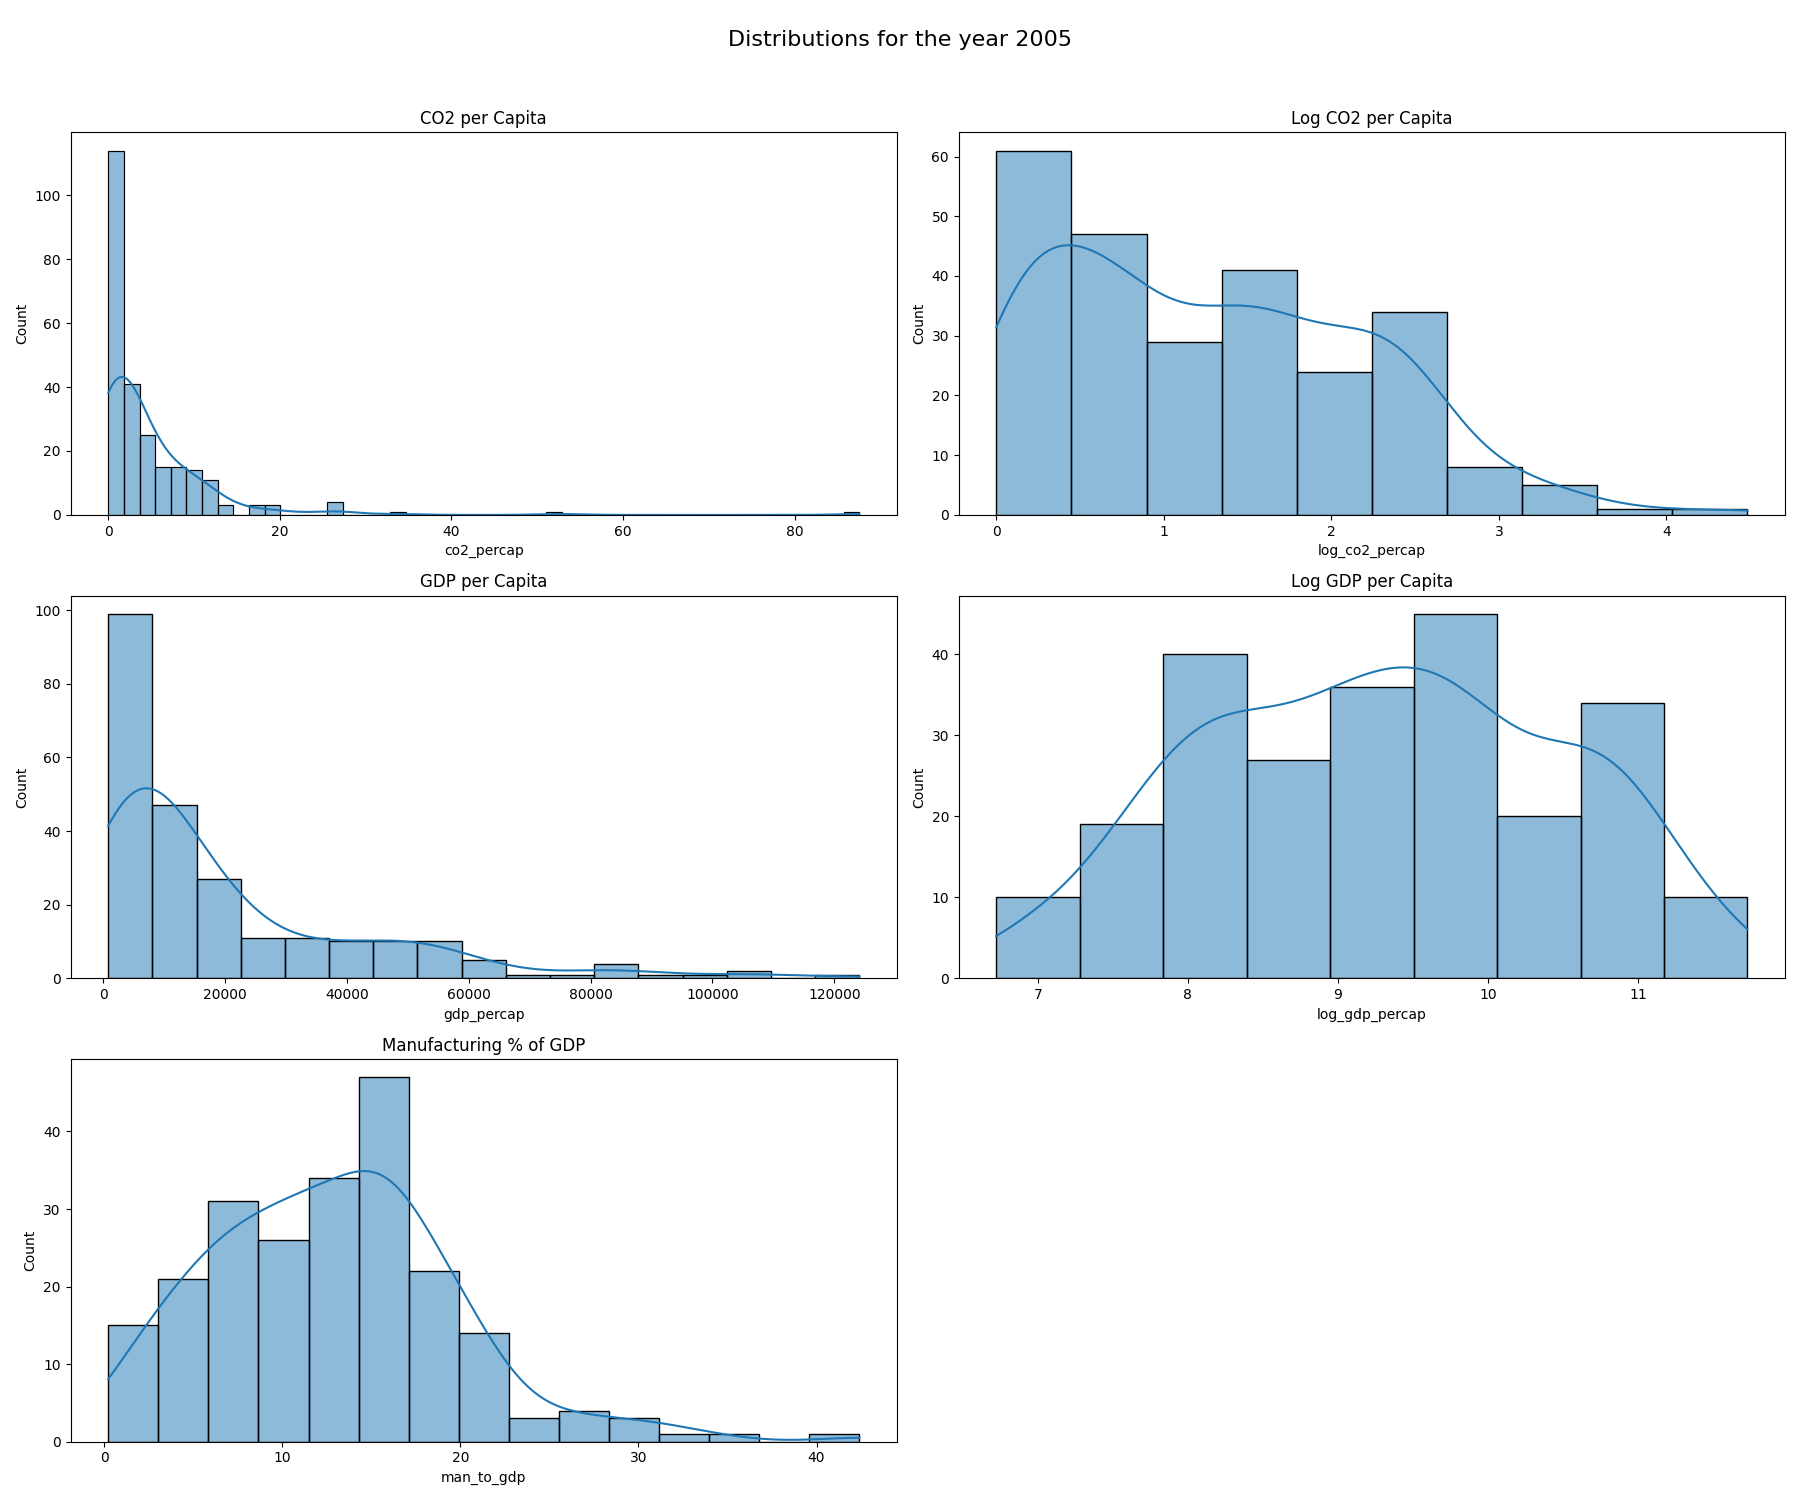 Distributions for the year 2005
CO2 per Capita
Count
100
80
60
40
20
0
0 20 40 60 80
co2_percap
Log CO2 per Capita
Count
60
50
40
30
20
10
0
0 1 2 3 4
log_co2_percap
GDP per Capita
Count
100
80
60
40
20
0
0 20000 40000 60000 80000 100000 120000
gdp_percap
Log GDP per Capita
Count
40
30
20
10
0
7 8 9 10 11
log_gdp_percap
Manufacturing % of GDP
Count
40
30
20
10
0
0 10 20 30 40
man_to_gdp